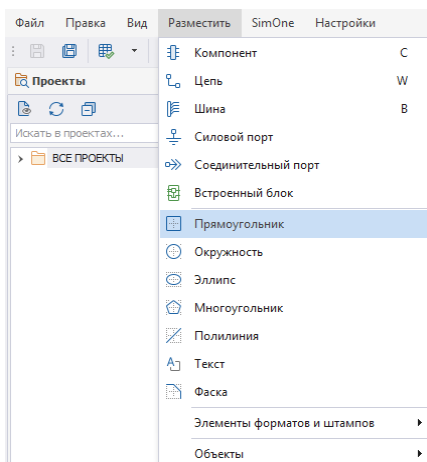 Файл Правка Вид Разместить SimOne Настройки
Проекты
Искать в проектах...
ВСЕ ПРОЕКТЫ
Компонент C
Цепь W
Шина B
Силовой порт
Соединительный порт
Встроенный блок
Прямоугольник
Окружность
Эллипс
Многоугольник
Полилиния
Текст
Фаска
Элементы форматов и штампов
Объекты